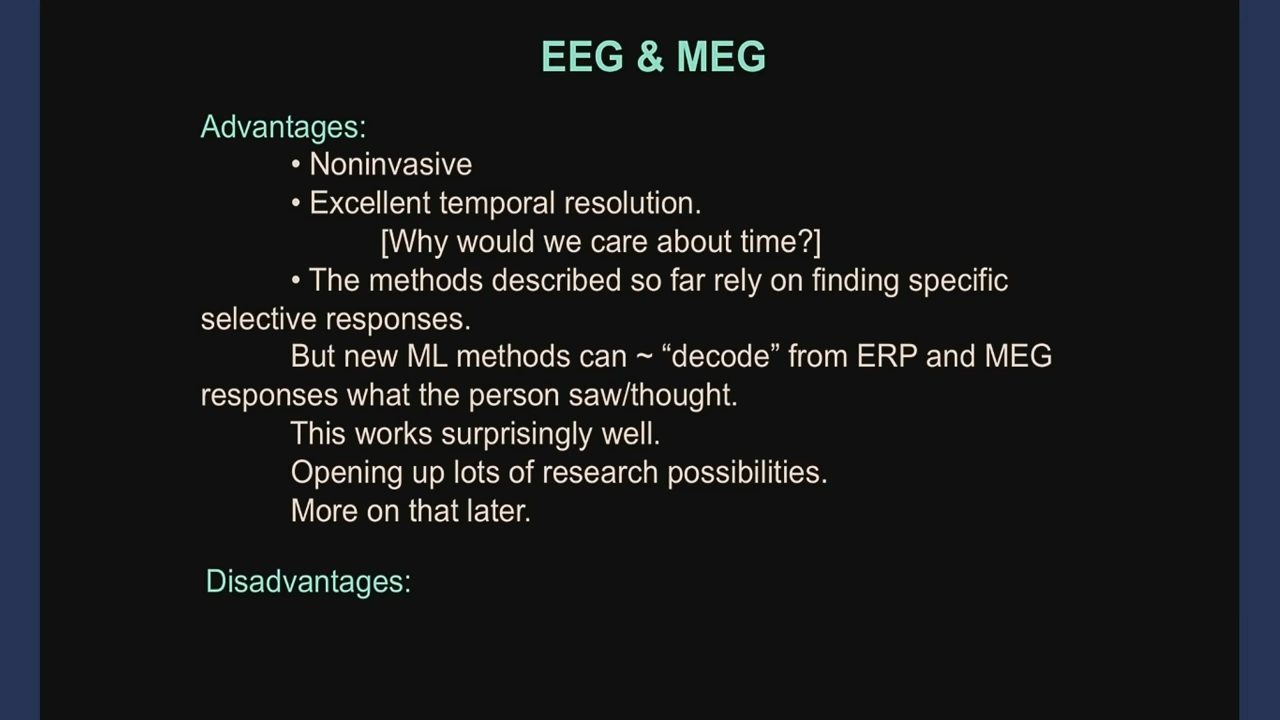 EEG & MEG
Advantages:
• Noninvasive
• Excellent temporal resolution.
[Why would we care about time?]
• The methods described so far rely on finding specific
selective responses.
But new ML methods can ~ “decode” from ERP and MEG
responses what the person saw/thought.
This works surprisingly well.
Opening up lots of research possibilities.
More on that later.
Disadvantages: